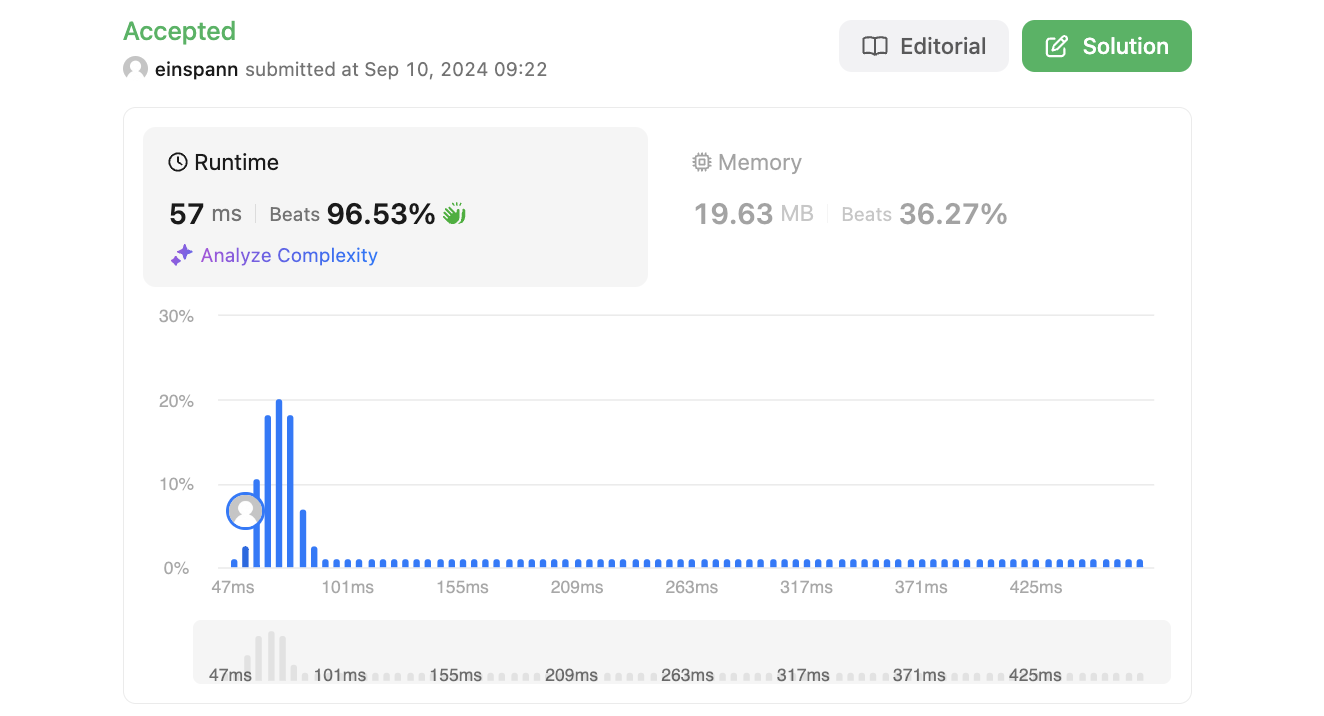 Accepted
einspann submitted at Sep 10, 2024 09:22
Editorial
Solution
Runtime
57 ms Beats 96.53%
Analyze Complexity
Memory
19.63 MB Beats 36.27%
30%
20%
10%
0%
47ms 101ms 155ms 209ms 263ms 317ms 371ms 425ms
47ms 101ms 155ms 209ms 263ms 317ms 371ms 425ms